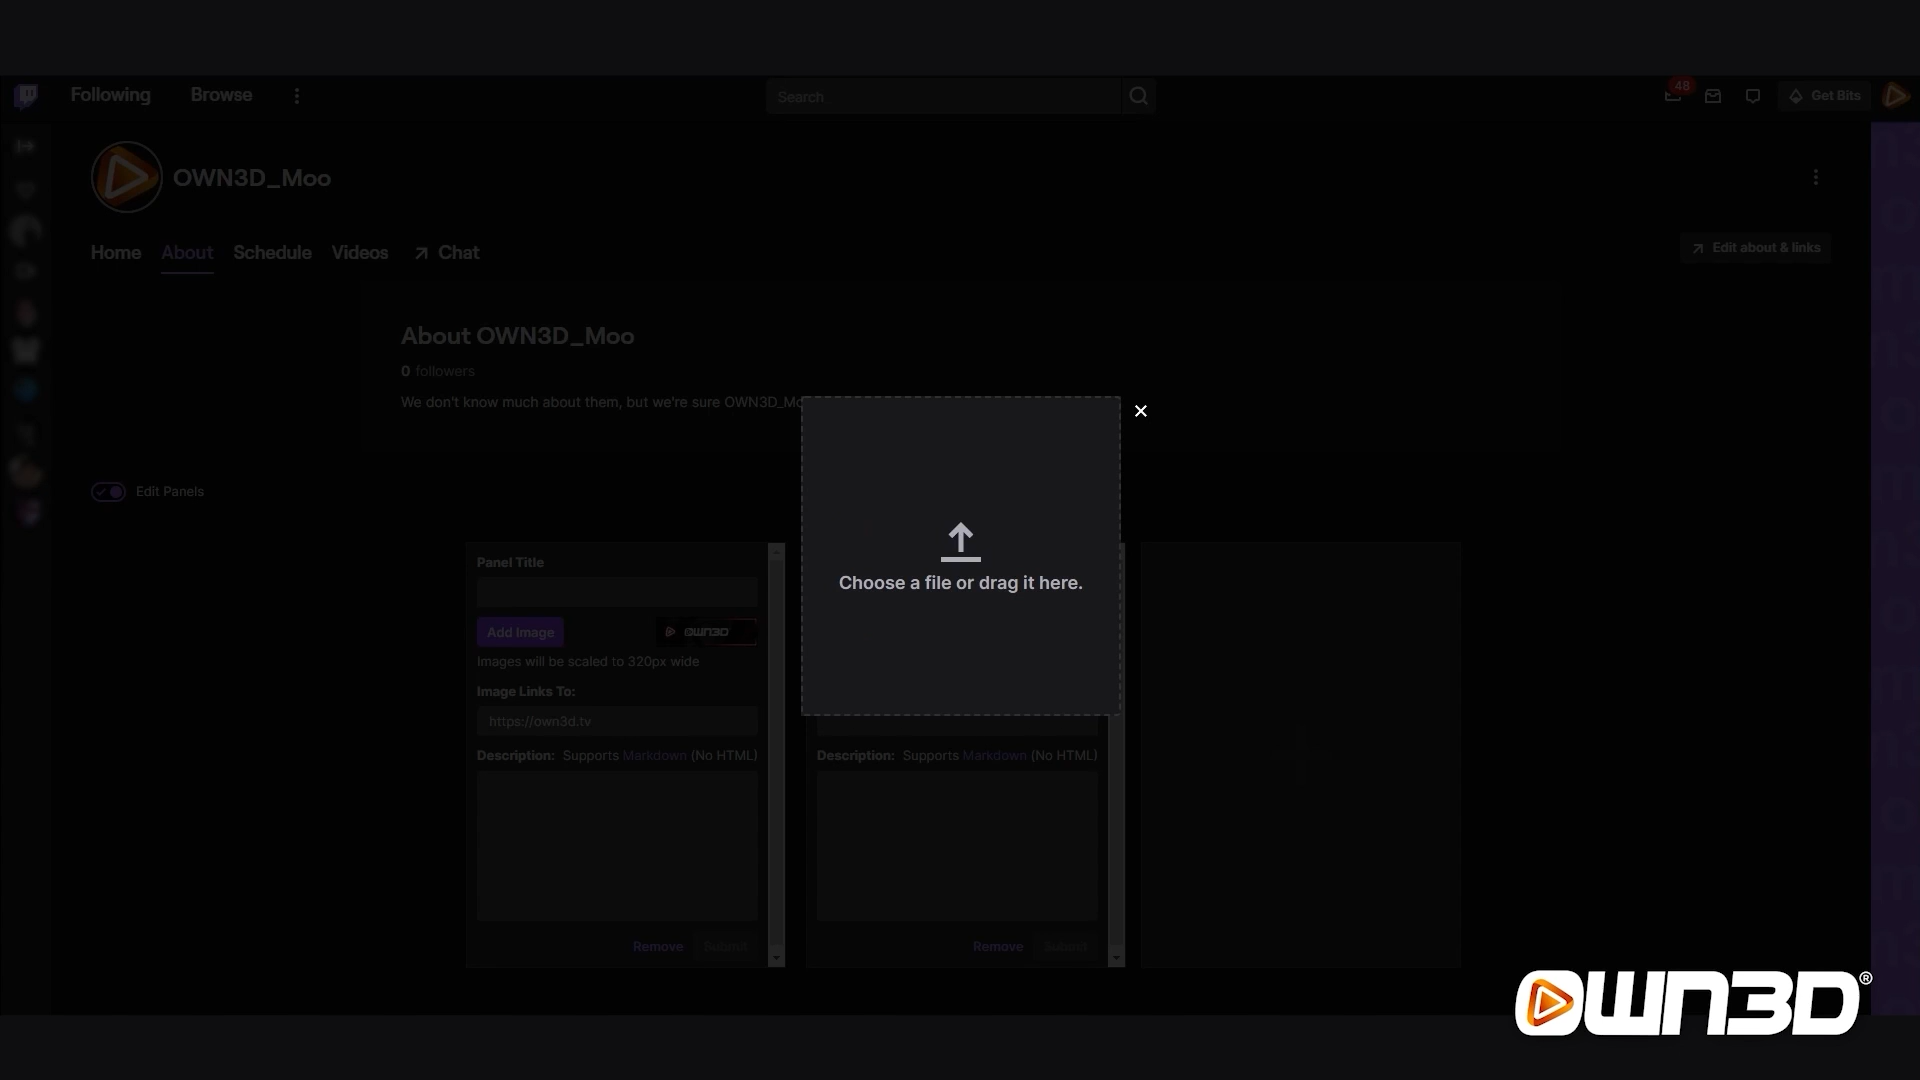 Following
Browse
Search
48
Get Bits
OWN3D_Moo
Home
About
Schedule
Videos
Chat
Edit about & links
About OWN3D_Moo
0 followers
We don't know much about them, but we're sure OWN3D_Mo
Edit Panels
Choose a file or drag it here.
Panel Title
Add Image
OWN3D
Images will be scaled to 320px wide
Image Links To:
https://own3d.tv
Description: Supports Markdown (No HTML)
Remove
Submit
Description: Supports Markdown (No HTML)
Remove
Submit
OWN3D®